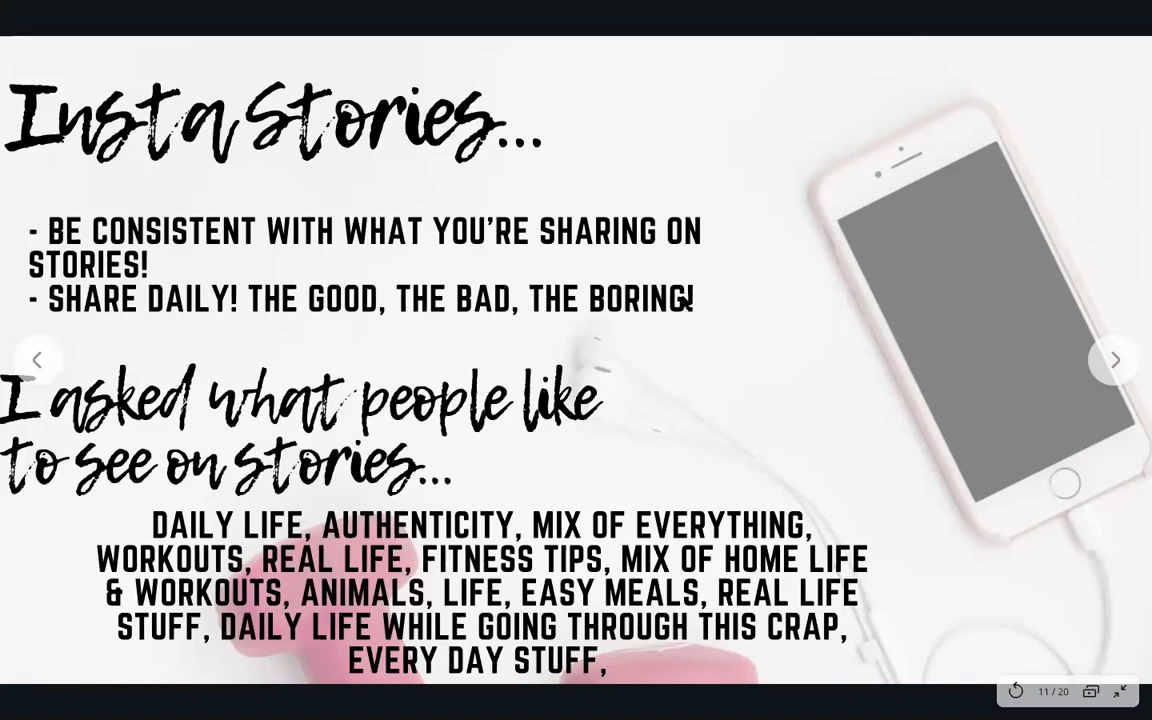 Insta Stories...
- BE CONSISTENT WITH WHAT YOU'RE SHARING ON
STORIES!
- SHARE DAILY! THE GOOD, THE BAD, THE BORING!
I asked what people like
to see on stories...
DAILY LIFE, AUTHENTICITY, MIX OF EVERYTHING,
WORKOUTS, REAL LIFE, FITNESS TIPS, MIX OF HOME LIFE
& WORKOUTS, ANIMALS, LIFE, EASY MEALS, REAL LIFE
STUFF, DAILY LIFE WHILE GOING THROUGH THIS CRAP,
EVERY DAY STUFF,
11 / 20